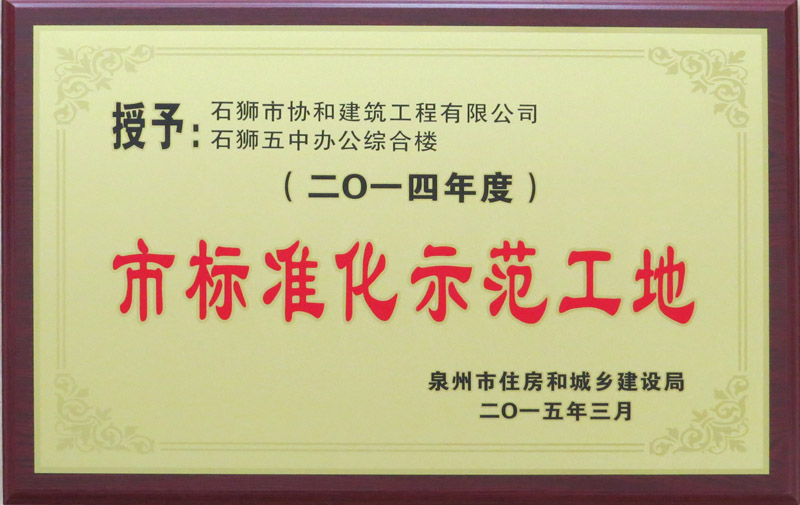 授予：石狮市协和建筑工程有限公司
石狮五中办公综合楼
（二〇一四年度）
市标准化示范工地
泉州市住房和城乡建设局
二〇一五年三月